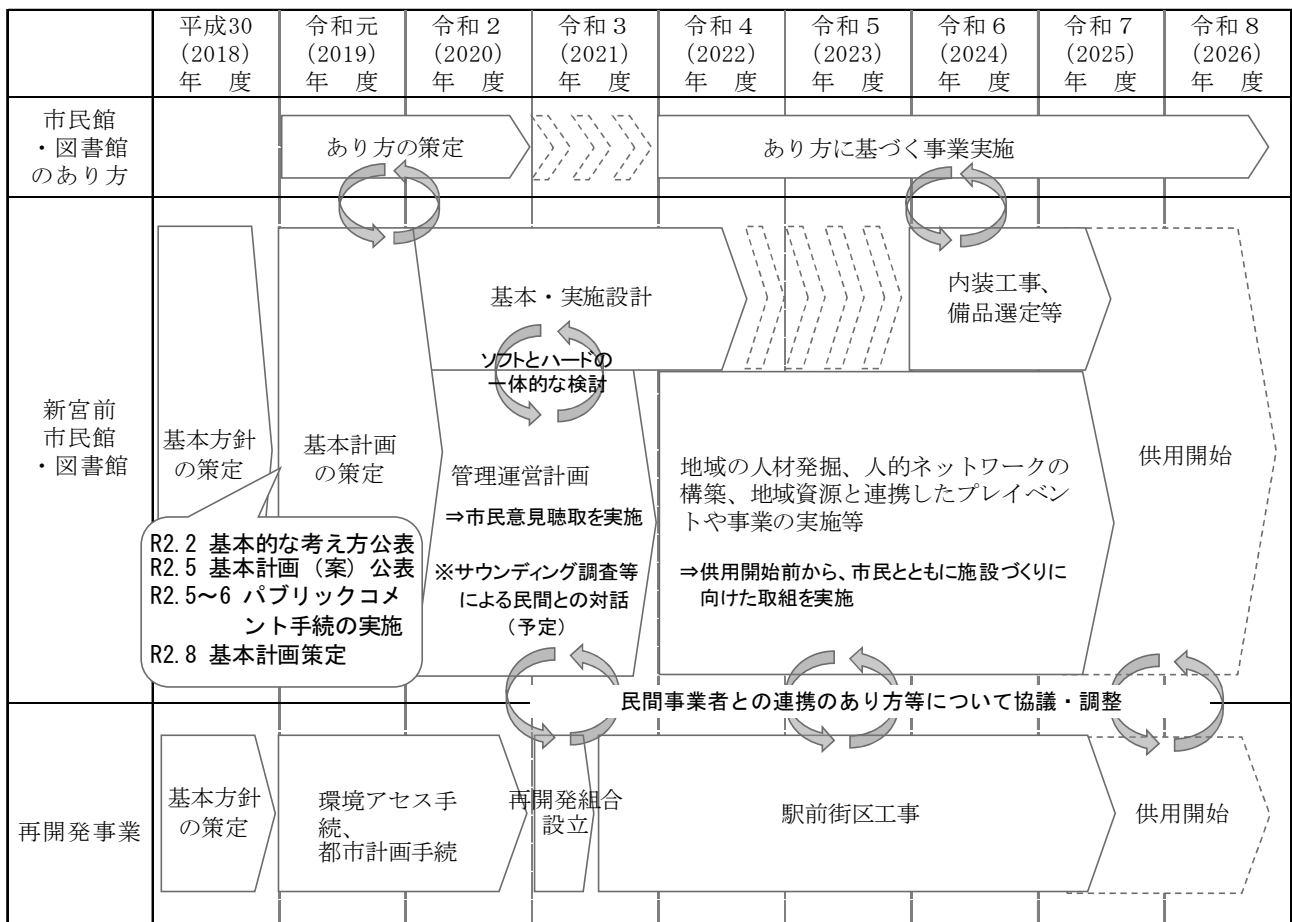 平成30 令和元 令和２ 令和３ 令和４ 令和５ 令和６ 令和７ 令和８
(2018) (2019) (2020) (2021) (2022) (2023) (2024) (2025) (2026)
年 度 年 度 年 度 年 度 年 度 年 度 年 度 年 度 年 度
市民館
・図書館
のあり方
あり方の策定
あり方に基づく事業実施
新宮前
市民館
・図書館
基本方針
の策定
基本計画
の策定
R2.2 基本的な考え方公表
R2.5 基本計画（案）公表
R2.5～6 パブリックコメ
ント手続の実施
R2.8 基本計画策定
基本・実施設計
ソフトとハードの
一体的な検討
管理運営計画
⇒市民意見聴取を実施
※サウンディング調査等
による民間との対話
（予定）
内装工事、
備品選定等
地域の人材発掘、人的ネットワークの
構築、地域資源と連携したプレイベン
トや事業の実施等
⇒供用開始前から、市民とともに施設づくりに
向けた取組を実施
供用開始
民間事業者との連携のあり方等について協議・調整
再開発事業
基本方針
の策定
環境アセス手
続、
都市計画手続
再開発組合
設立
駅前街区工事
供用開始